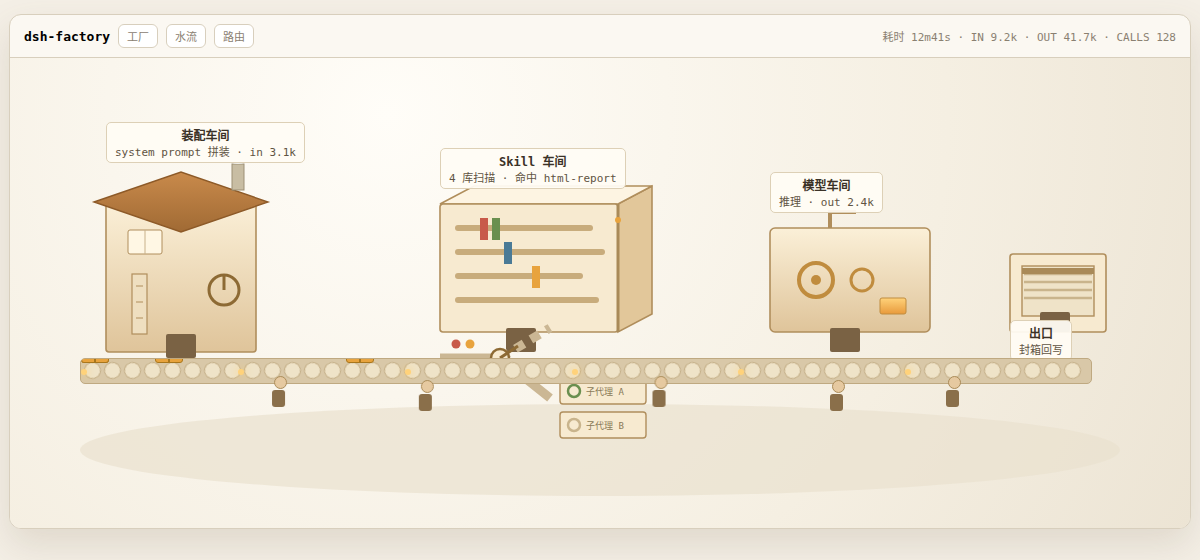 dsh-factory 工厂 水流 路由 耗时 12m41s · IN 9.2k · OUT 41.7k · CALLS 128
装配车间
system prompt 拼装 · in 3.1k
Skill 车间
4 库扫描 · 命中 html-report
模型车间
推理 · out 2.4k
出口
封箱回写
子代理 A
子代理 B